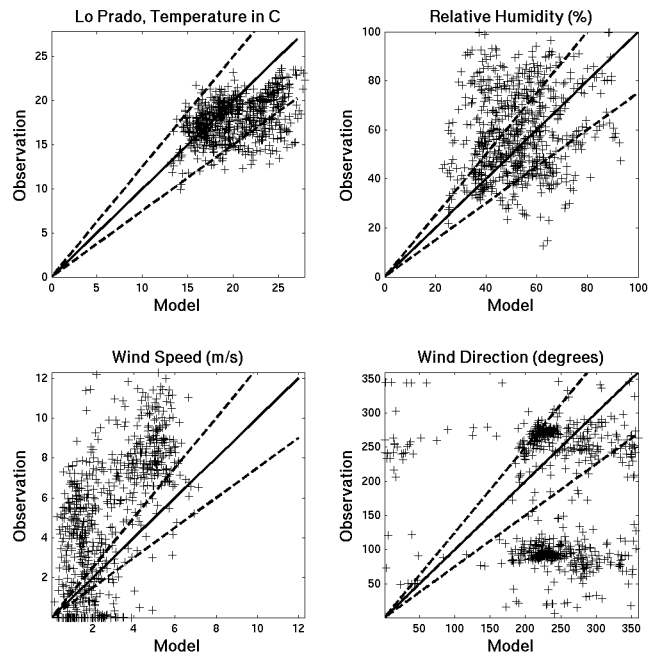 Lo Prado, Temperature in C
Observation
25
20
15
10
5
0
0 5 10 15 20 25
Model
Relative Humidity (%)
Observation
100
80
60
40
20
0
0 20 40 60 80 100
Model
Wind Speed (m/s)
Observation
12
10
8
6
4
2
2 4 6 8 10 12
Model
Wind Direction (degrees)
Observation
350
300
250
200
150
100
50
50 100 150 200 250 300 350
Model